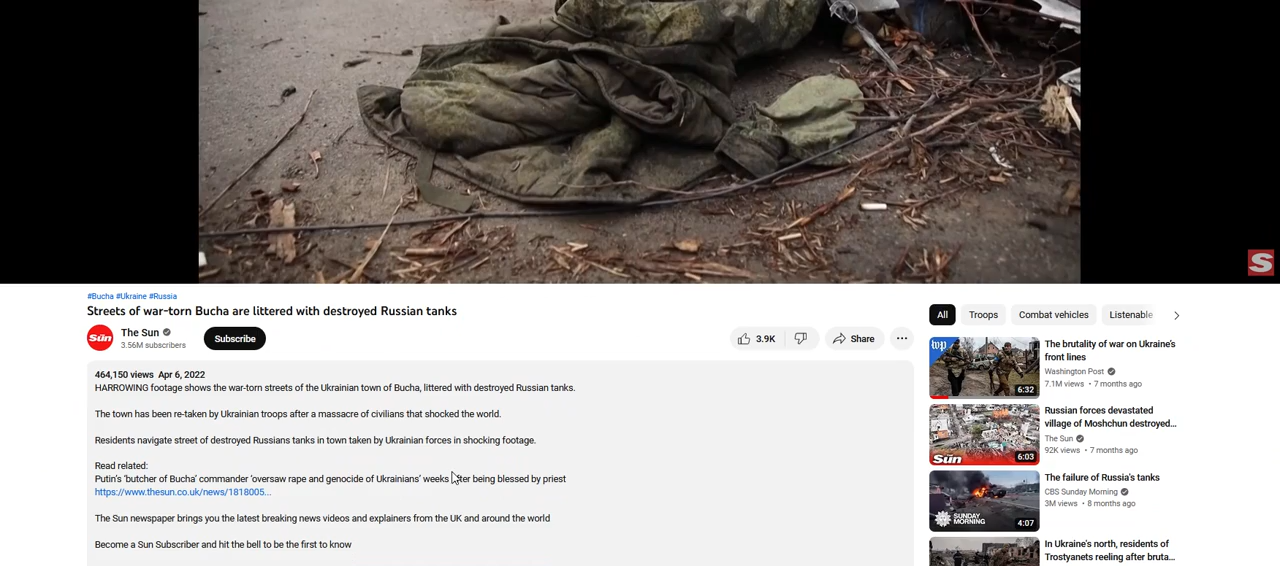 S
#Bucha #Ukraine #Russia
Streets of war-torn Bucha are littered with destroyed Russian tanks
Sun
The Sun
3.56M subscribers
Subscribe
3.9K
Share
464,150 views Apr 6, 2022
HARROWING footage shows the war-torn streets of the Ukrainian town of Bucha, littered with destroyed Russian tanks.
The town has been re-taken by Ukrainian troops after a massacre of civilians that shocked the world.
Residents navigate street of destroyed Russians tanks in town taken by Ukrainian forces in shocking footage.
Read related:
Putin's 'butcher of Bucha' commander 'oversaw rape and genocide of Ukrainians' weeks after being blessed by priest
https://www.thesun.co.uk/news/1818005...
The Sun newspaper brings you the latest breaking news videos and explainers from the UK and around the world
Become a Sun Subscriber and hit the bell to be the first to know
All
Troops
Combat vehicles
Listenable
wp
6:32
The brutality of war on Ukraine's
front lines
Washington Post
7.1M views • 7 months ago
Sun
6:03
Russian forces devastated
village of Moshchun destroyed...
The Sun
92K views • 7 months ago
SUNDAY
MORNING
4:07
The failure of Russia's tanks
CBS Sunday Morning
3M views • 8 months ago
In Ukraine's north, residents of
Trostyanets reeling after bruta...